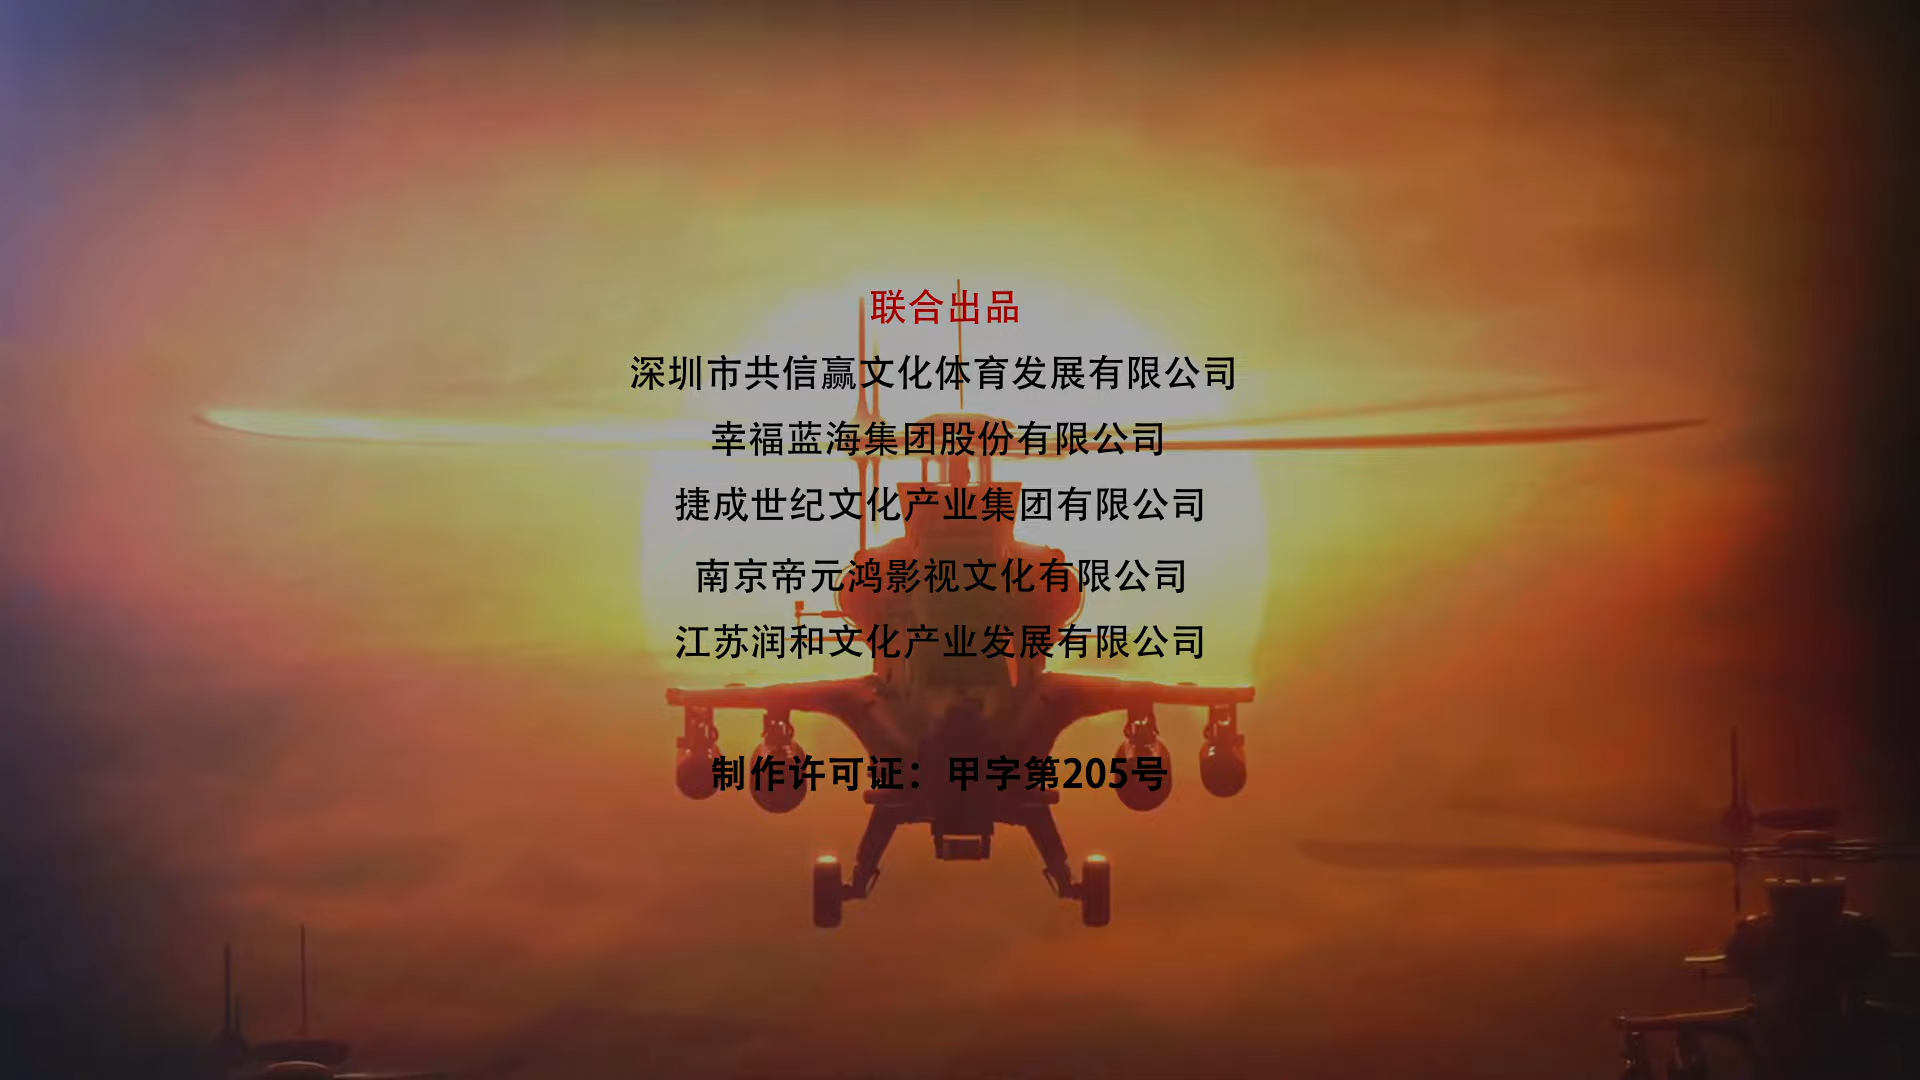 联合出品
深圳市共信赢文化体育发展有限公司
幸福蓝海集团股份有限公司
捷成世纪文化产业集团有限公司
南京帝元鸿影视文化有限公司
江苏润和文化产业发展有限公司
制作许可证：甲字第205号